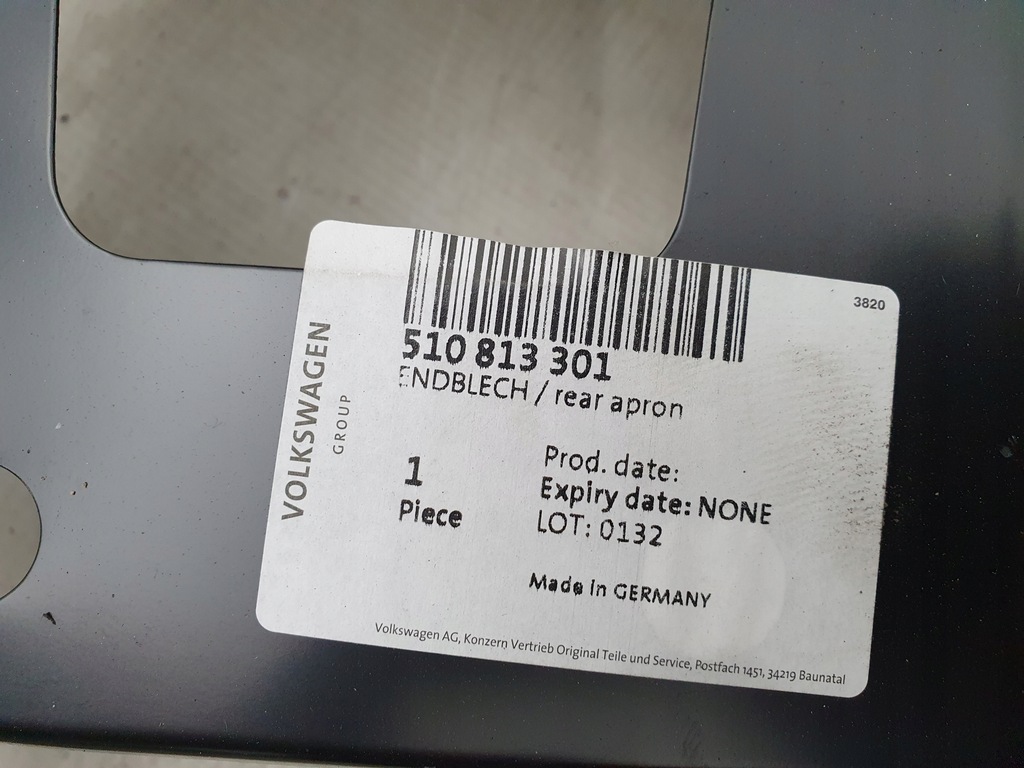 3820
510 813 301
ENDBLECH / rear apron
VOLKSWAGEN
GROUP
1
Piece
Prod. date:
Expiry date: NONE
LOT: 0132
Made in GERMANY
Volkswagen AG, Konzern Vertrieb Original Teile und Service, Postfach 1451, 34219 Baunatal